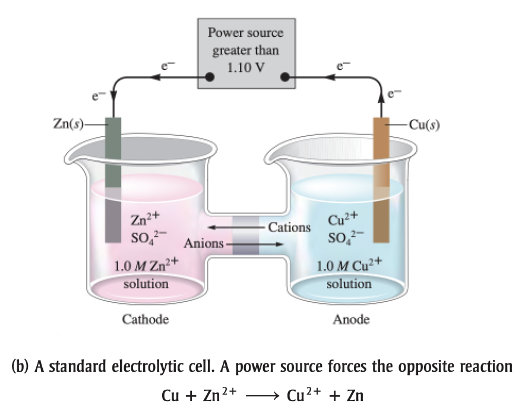 Power source
greater than
1.10 V
e⁻
e⁻
e⁻
e⁻
Zn(s)
Cu(s)
Zn²⁺
SO₄²⁻
Cations
Anions
Cu²⁺
SO₄²⁻
1.0 M Zn²⁺
solution
1.0 M Cu²⁺
solution
Cathode
Anode
(b) A standard electrolytic cell. A power source forces the opposite reaction
Cu + Zn²⁺ ⟶ Cu²⁺ + Zn